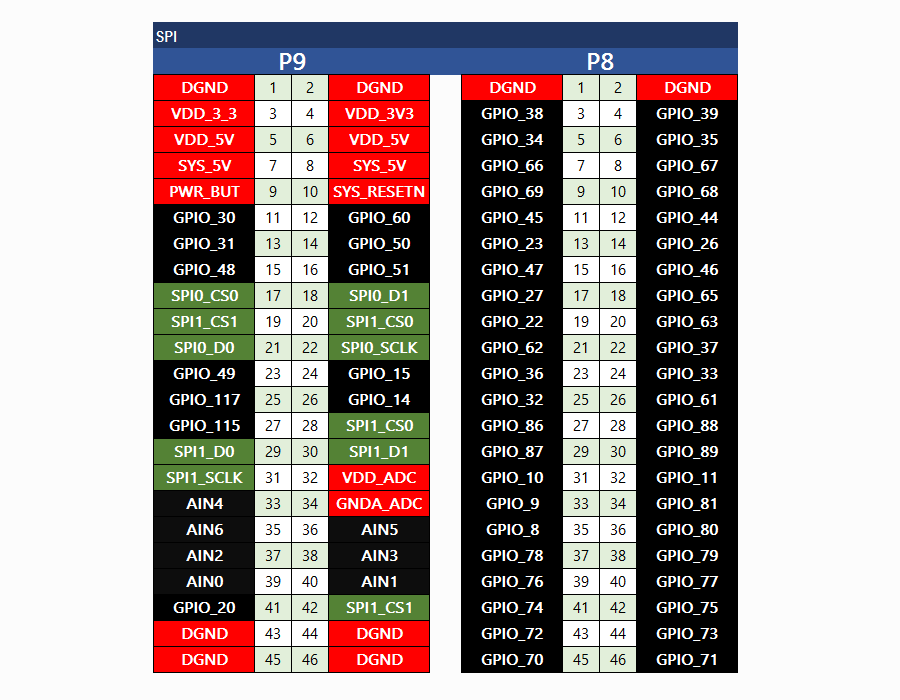 SPI
P9 P8
DGND 1 2 DGND DGND 1 2 DGND
VDD_3_3 3 4 VDD_3V3 GPIO_38 3 4 GPIO_39
VDD_5V 5 6 VDD_5V GPIO_34 5 6 GPIO_35
SYS_5V 7 8 SYS_5V GPIO_66 7 8 GPIO_67
PWR_BUT 9 10 SYS_RESETN GPIO_69 9 10 GPIO_68
GPIO_30 11 12 GPIO_60 GPIO_45 11 12 GPIO_44
GPIO_31 13 14 GPIO_50 GPIO_23 13 14 GPIO_26
GPIO_48 15 16 GPIO_51 GPIO_47 15 16 GPIO_46
SPI0_CS0 17 18 SPI0_D1 GPIO_27 17 18 GPIO_65
SPI1_CS1 19 20 SPI1_CS0 GPIO_22 19 20 GPIO_63
SPI0_D0 21 22 SPI0_SCLK GPIO_62 21 22 GPIO_37
GPIO_49 23 24 GPIO_15 GPIO_36 23 24 GPIO_33
GPIO_117 25 26 GPIO_14 GPIO_32 25 26 GPIO_61
GPIO_115 27 28 SPI1_CS0 GPIO_86 27 28 GPIO_88
SPI1_D0 29 30 SPI1_D1 GPIO_87 29 30 GPIO_89
SPI1_SCLK 31 32 VDD_ADC GPIO_10 31 32 GPIO_11
AIN4 33 34 GNDA_ADC GPIO_9 33 34 GPIO_81
AIN6 35 36 AIN5 GPIO_8 35 36 GPIO_80
AIN2 37 38 AIN3 GPIO_78 37 38 GPIO_79
AIN0 39 40 AIN1 GPIO_76 39 40 GPIO_77
GPIO_20 41 42 SPI1_CS1 GPIO_74 41 42 GPIO_75
DGND 43 44 DGND GPIO_72 43 44 GPIO_73
DGND 45 46 DGND GPIO_70 45 46 GPIO_71